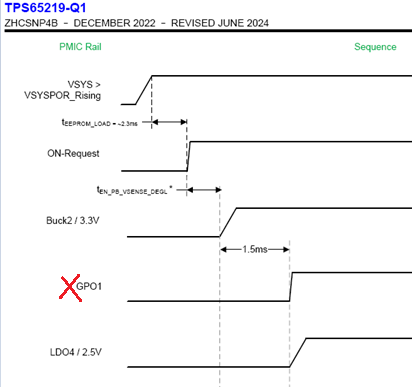 TPS65219-Q1
ZHCSNP4B – DECEMBER 2022 – REVISED JUNE 2024
PMIC Rail Sequence
VSYS >
VSYSPOR_Rising
tEEPROM_LOAD = ~2.3ms
ON-Request
tEN_PB_VSENSE_DEGL *
Buck2 / 3.3V
1.5ms
GPO1
LDO4 / 2.5V